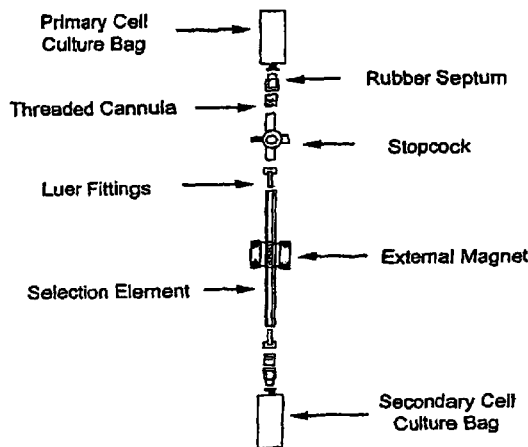 Primary Cell
Culture Bag
Rubber Septum
Threaded Cannula
Stopcock
Luer Fittings
External Magnet
Selection Element
Secondary Cell
Culture Bag